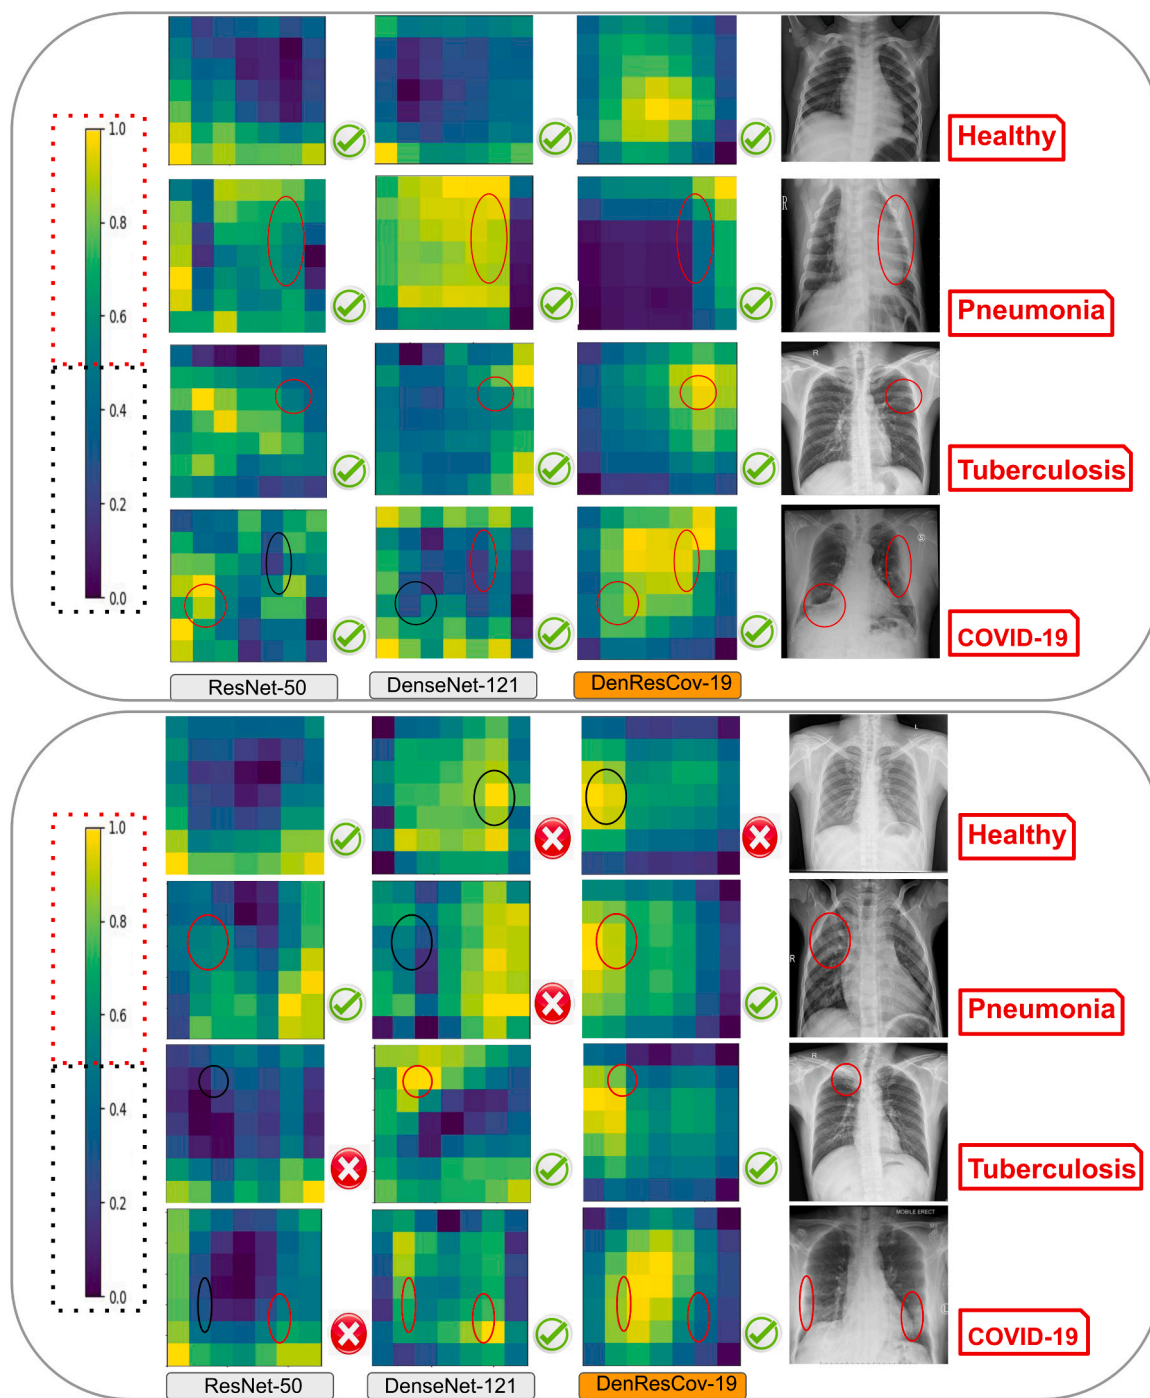 Healthy
1.0
0.8
0.6
0.4
0.2
0.0
R
Pneumonia
R
Tuberculosis
COVID-19
ResNet-50
DenseNet-121
DenResCov-19
L
Healthy
1.0
0.8
0.6
0.4
0.2
0.0
R
Pneumonia
R
Tuberculosis
MOBILE ERECT
L
COVID-19
ResNet-50
DenseNet-121
DenResCov-19